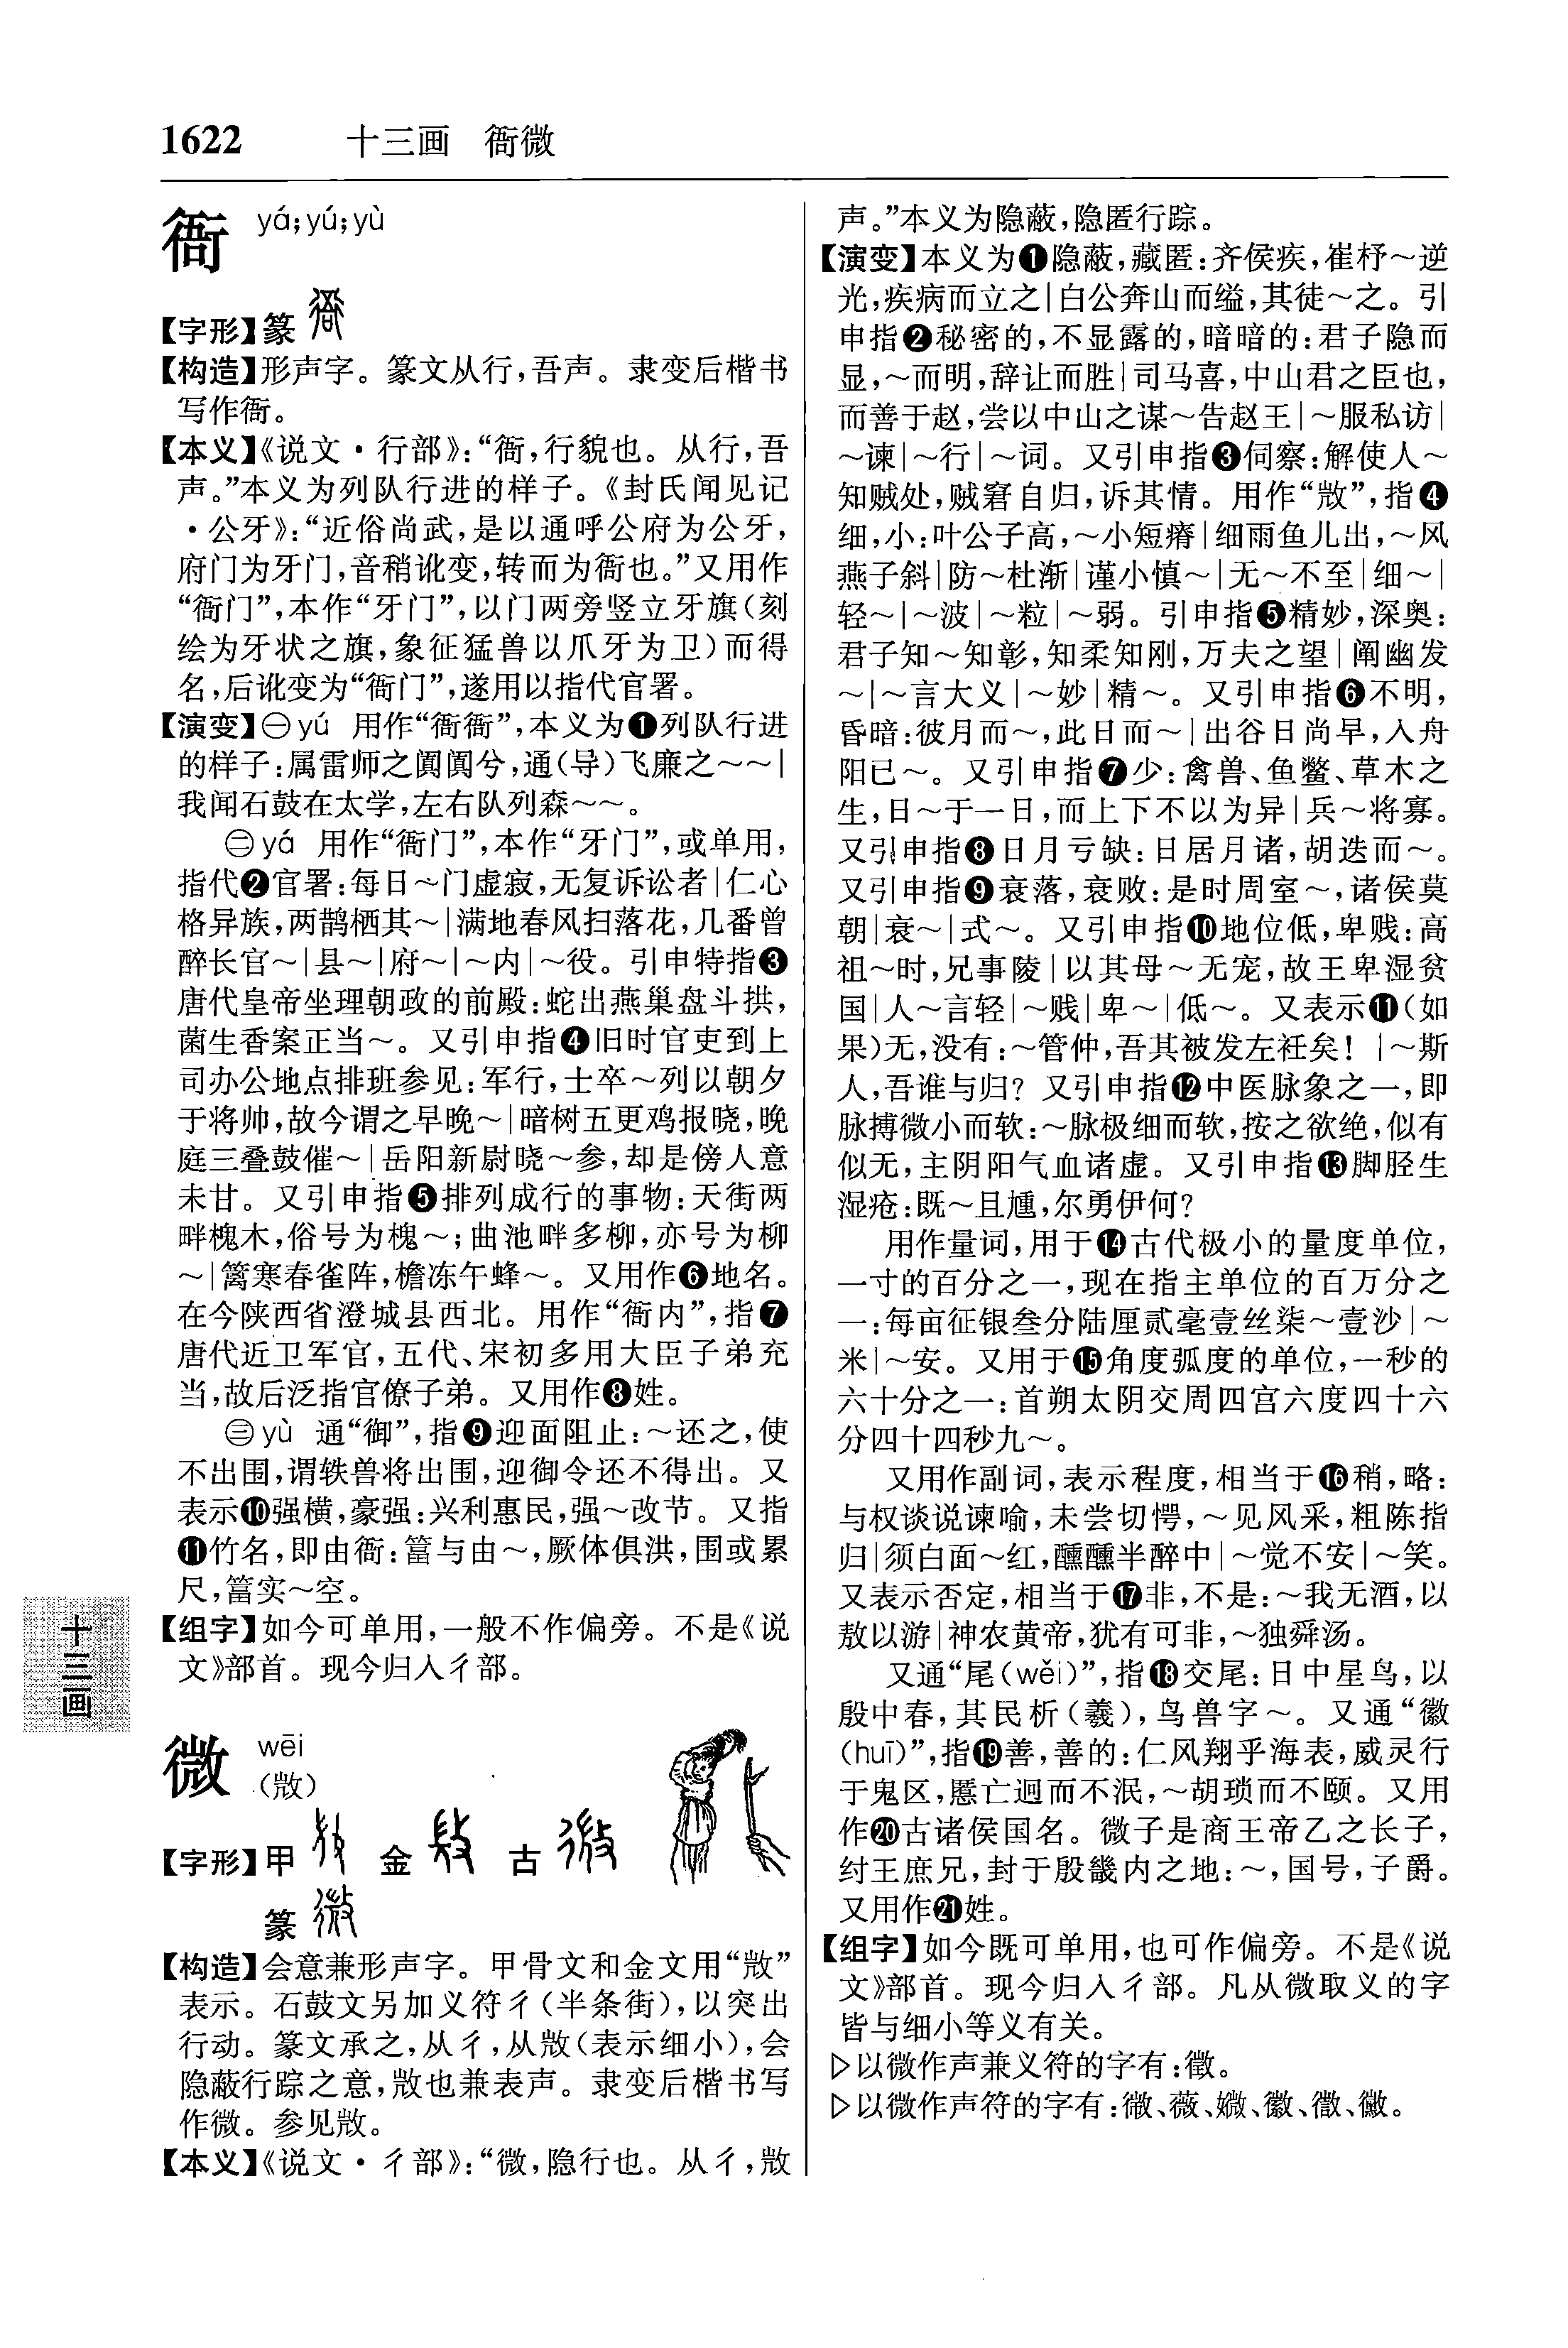 1622 十三画 衙微
衙 yá;yú;yù
【字形】篆
【构造】形声字。篆文从行,吾声。隶变后楷书
写作衙。
【本义】《说文·行部》:“衙,行貌也。从行,吾
声。”本义为列队行进的样子。《封氏闻见记
·公牙》:“近俗尚武,是以通呼公府为公牙,
府门为牙门,音稍讹变,转而为衙也。”又用作
“衙门”,本作“牙门”,以门两旁竖立牙旗(刻
绘为牙状之旗,象征猛兽以爪牙为卫)而得
名,后讹变为“衙门”,遂用以指代官署。
【演变】㊀yú 用作“衙衙”,本义为❶列队行进
的样子:属雷师之阗阗兮,通(导)飞廉之~~|
我闻石鼓在太学,左右队列森~~。
㊁yá 用作“衙门”,本作“牙门”,或单用,
指代❷官署:每日~门虚寂,无复诉讼者|仁心
格异族,两鹊栖其~|满地春风扫落花,几番曾
醉长官~|县~|府~|~内|~役。引申特指❸
唐代皇帝坐理朝政的前殿:蛇出燕巢盘斗拱,
菌生香案正当~。又引申指❹旧时官吏到上
司办公地点排班参见:军行,士卒~列以朝夕
于将帅,故今谓之早晚~|暗树五更鸡报晓,晚
庭三叠鼓催~|岳阳新尉晓~参,却是傍人意
未甘。又引申指❺排列成行的事物:天街两
畔槐木,俗号为槐~;曲池畔多柳,亦号为柳
~|篱寒春雀阵,檐冻午蜂~。又用作❻地名。
在今陕西省澄城县西北。用作“衙内”,指❼
唐代近卫军官,五代、宋初多用大臣子弟充
当,故后泛指官僚子弟。又用作❽姓。
㊂yù 通“御”,指❾迎面阻止:~还之,使
不出围,谓轶兽将出围,迎御令还不得出。又
表示❿强横,豪强:兴利惠民,强~改节。又指
⓫竹名,即由衙:筼与由~,厥体俱洪,围或累
尺,筼实~空。
【组字】如今可单用,一般不作偏旁。不是《说
文》部首。现今归入彳部。
十三画
微 wēi
(敚)
【字形】甲 金 古
篆
【构造】会意兼形声字。甲骨文和金文用“𢼸”
表示。石鼓文另加义符彳(半条街),以突出
行动。篆文承之,从彳,从𢼸(表示细小),会
隐蔽行踪之意,𢼸也兼表声。隶变后楷书写
作微。参见𢼸。
【本义】《说文·彳部》:“微,隐行也。从彳,𢼸
声。”本义为隐蔽,隐匿行踪。
【演变】本义为❶隐蔽,藏匿:齐侯疾,崔杼~逆
光,疾病而立之|白公奔山而缢,其徒~之。引
申指❷秘密的,不显露的,暗暗的:君子隐而
显,~而明,辞让而胜|司马喜,中山君之臣也,
而善于赵,尝以中山之谋~告赵王|~服私访|
~谏|~行|~词。又引申指❸伺察:解使人~
知贼处,贼窘自归,诉其情。用作“𢼸”,指❹
细,小:叶公子高,~小短瘠|细雨鱼儿出,~风
燕子斜|防~杜渐|谨小慎~|无~不至|细~|
轻~|~波|~粒|~弱。引申指❺精妙,深奥:
君子知~知彰,知柔知刚,万夫之望|阐幽发
~|~言大义|~妙|精~。又引申指❻不明,
昏暗:彼月而~,此日而~|出谷日尚早,入舟
阳已~。又引申指❼少:禽兽、鱼鳖、草木之
生,日~于一日,而上下不以为异|兵~将寡。
又引申指❽日月亏缺:日居月诸,胡迭而~。
又引申指❾衰落,衰败:是时周室~,诸侯莫
朝|衰~|式~。又引申指❿地位低,卑贱:高
祖~时,兄事陵|以其母~无宠,故王卑湿贫
国|人~言轻|~贱|卑~|低~。又表示⓫(如
果)无,没有:~管仲,吾其被发左衽矣!|~斯
人,吾谁与归?又引申指⓬中医脉象之一,即
脉搏微小而软:~脉极细而软,按之欲绝,似有
似无,主阴阳气血诸虚。又引申指⓭脚胫生
湿疮:既~且尰,尔勇伊何?
用作量词,用于⓮古代极小的量度单位,
一寸的百分之一,现在指主单位的百万分之
一:每亩征银叁分陆厘贰毫壹丝柒~壹沙|~
米|~安。又用于⓯角度弧度的单位,一秒的
六十分之一:首朔太阴交周四宫六度四十六
分四十四秒九~。
又用作副词,表示程度,相当于⓰稍,略:
与权谈说谏喻,未尝切愕,~见风采,粗陈指
归|须白面~红,醺醺半醉中|~觉不安|~笑。
又表示否定,相当于⓱非,不是:~我无酒,以
敖以游|神农黄帝,犹有可非,~独舜汤。
又通“尾(wěi)”,指⓲交尾:日中星鸟,以
殷中春,其民析(羲),鸟兽字~。又通“徽
(huī)”,指⓳善,善的:仁风翔乎海表,威灵行
于鬼区,慝亡迥而不泯,~胡琐而不颐。又用
作⓴古诸侯国名。微子是商王帝乙之长子,
纣王庶兄,封于殷畿内之地:~,国号,子爵。
又用作㉑姓。
【组字】如今既可单用,也可作偏旁。不是《说
文》部首。现今归入彳部。凡从微取义的字
皆与细小等义有关。
▷以微作声兼义符的字有:。
▷以微作声符的字有:薇、徽、。